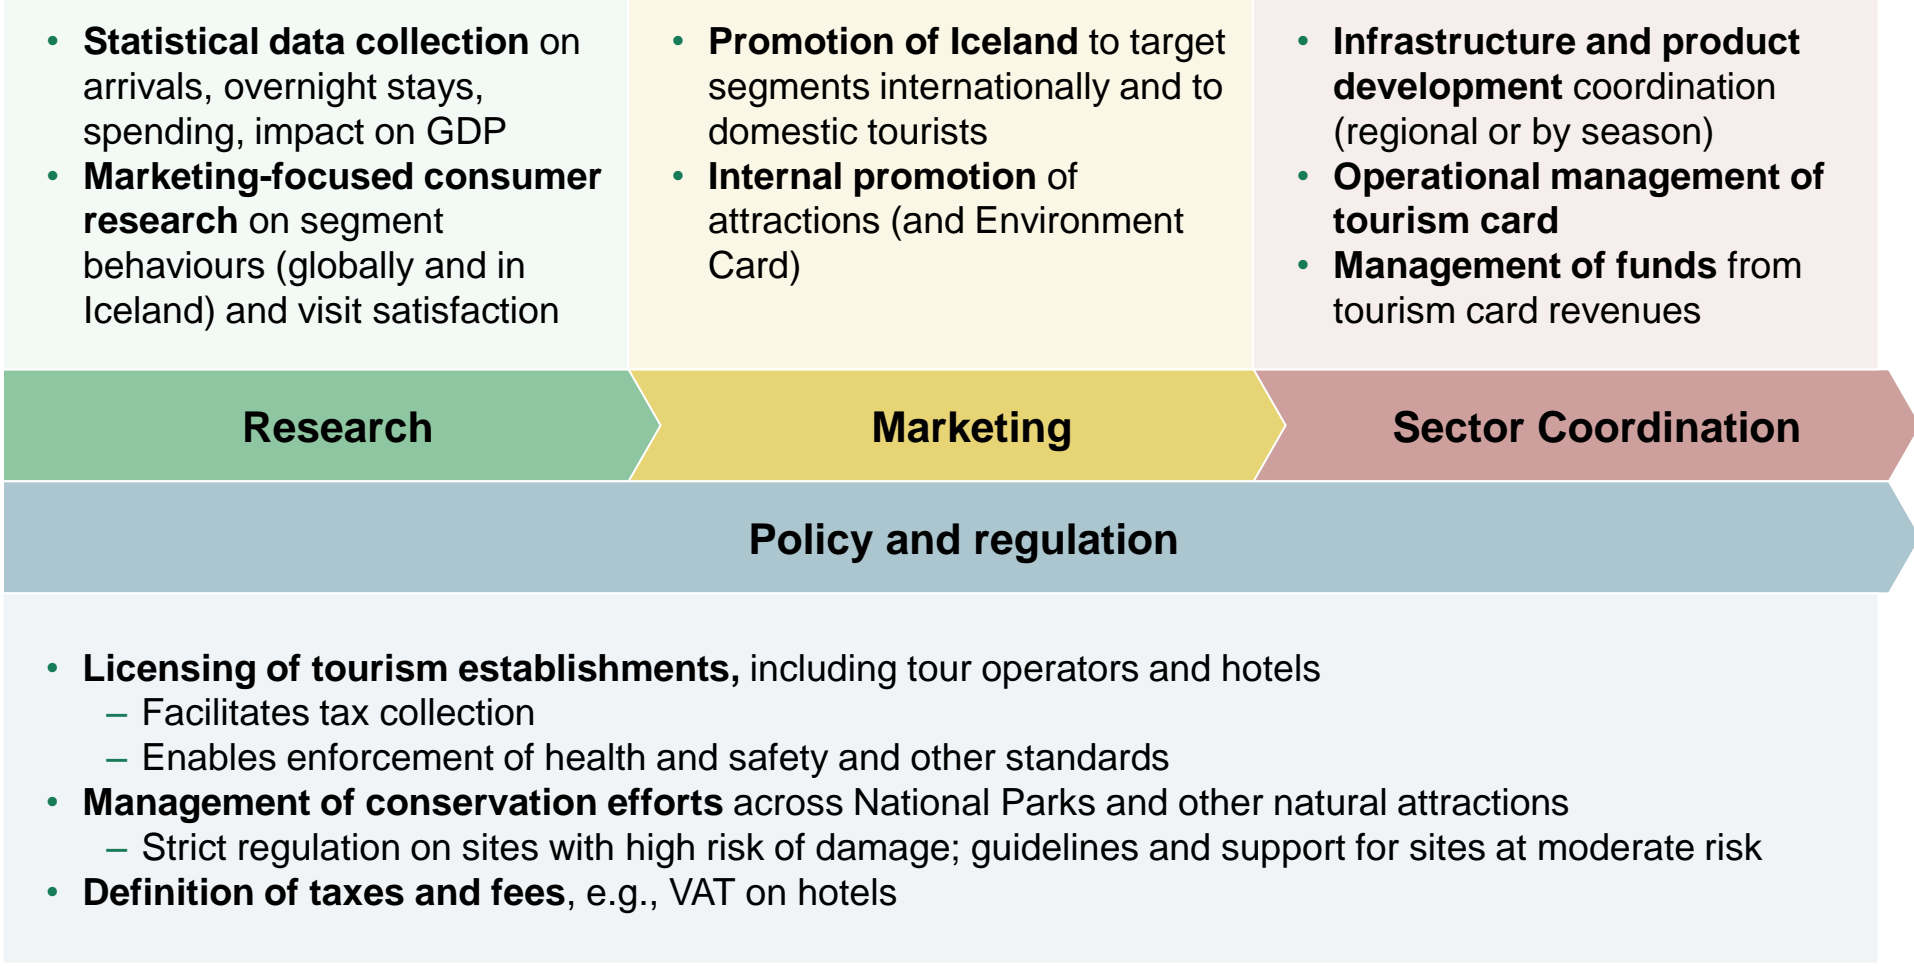 • Statistical data collection on
arrivals, overnight stays,
spending, impact on GDP
• Marketing-focused consumer
research on segment
behaviours (globally and in
Iceland) and visit satisfaction
• Promotion of Iceland to target
segments internationally and to
domestic tourists
• Internal promotion of
attractions (and Environment
Card)
• Infrastructure and product
development coordination
(regional or by season)
• Operational management of
tourism card
• Management of funds from
tourism card revenues
Research
Marketing
Sector Coordination
Policy and regulation
• Licensing of tourism establishments, including tour operators and hotels
– Facilitates tax collection
– Enables enforcement of health and safety and other standards
• Management of conservation efforts across National Parks and other natural attractions
– Strict regulation on sites with high risk of damage; guidelines and support for sites at moderate risk
• Definition of taxes and fees, e.g., VAT on hotels